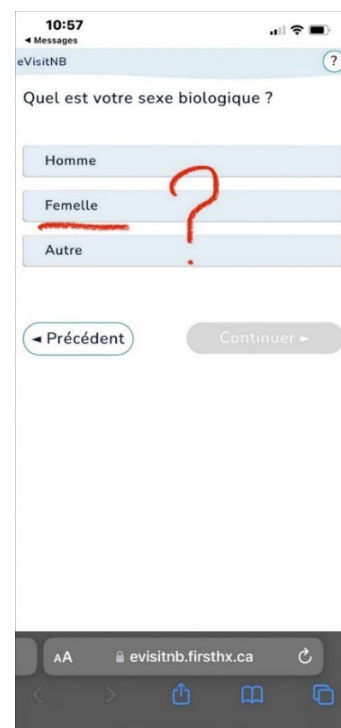 10:57
◄ Messages
eVisitNB
?
Quel est votre sexe biologique ?
Homme
Femelle
?
Autre
◄ Précédent
Continuer ►
AA evisitnb.firsthx.ca